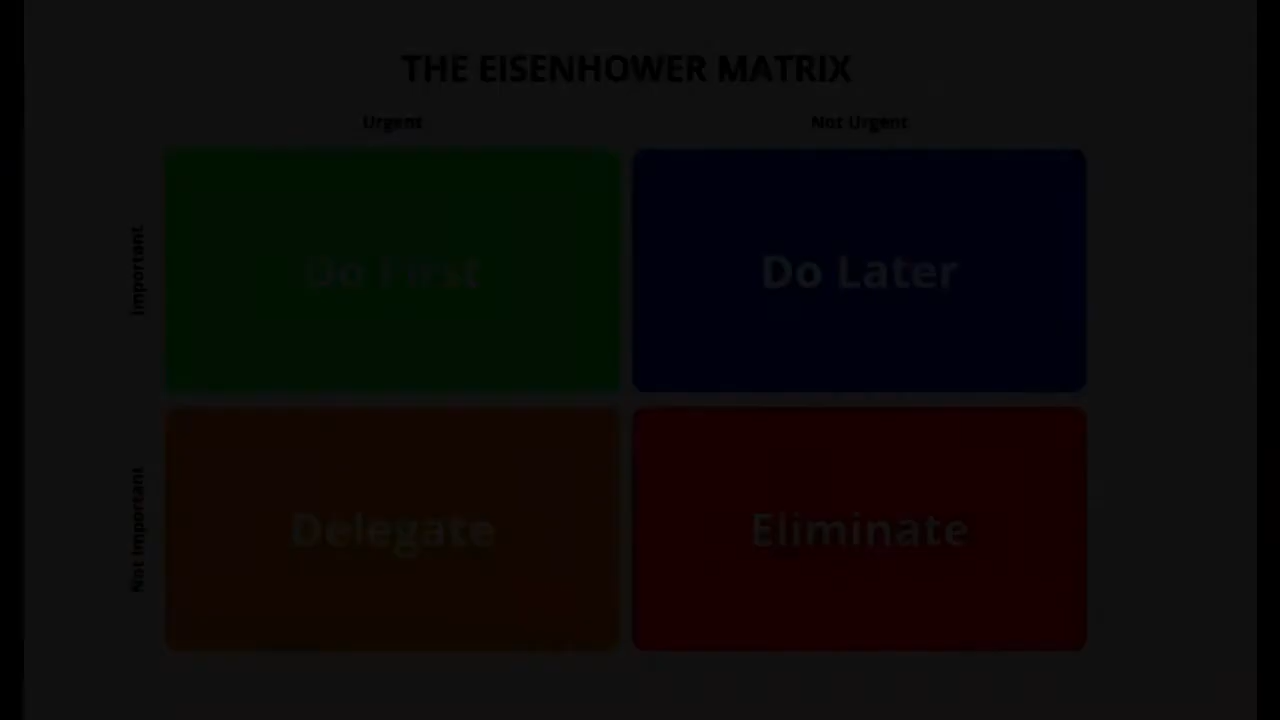 THE EISENHOWER MATRIX
Urgent
Not Urgent
Important
Do First
Do Later
Not Important
Delegate
Eliminate